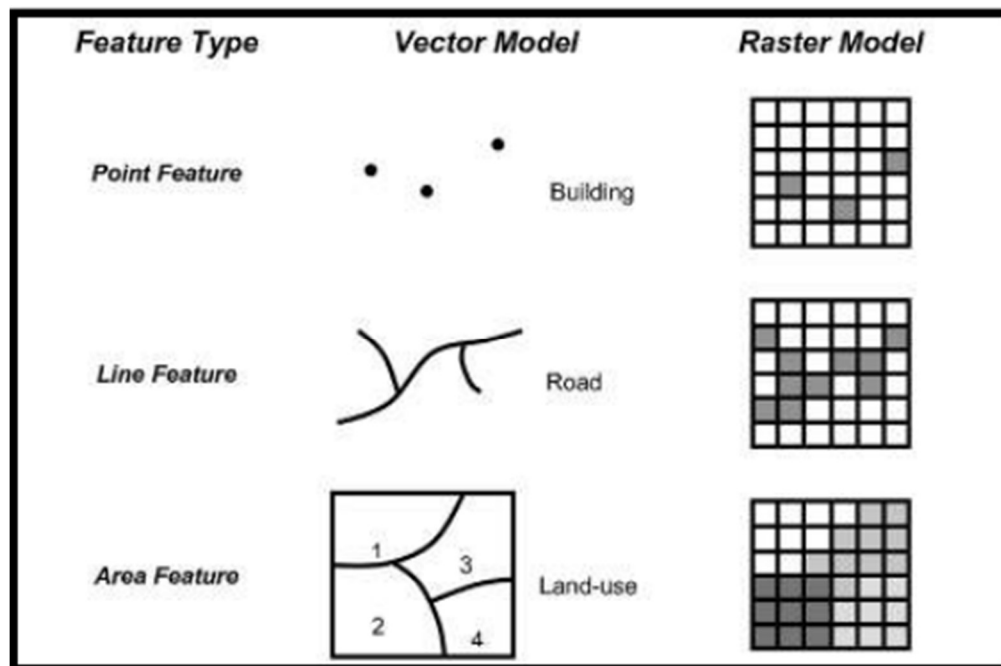 Feature Type Vector Model Raster Model
Point Feature
Building
Line Feature
Road
1
3
Area Feature
Land-use
2
4